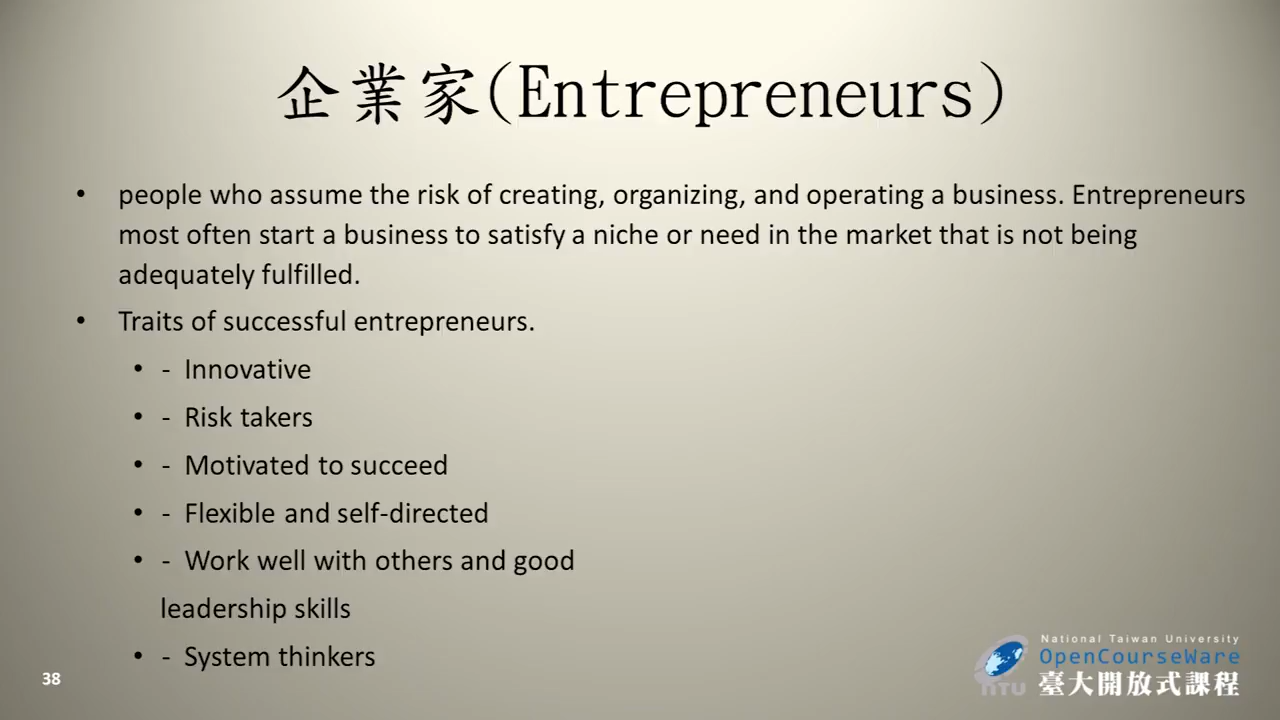 企業家(Entrepreneurs)
• people who assume the risk of creating, organizing, and operating a business. Entrepreneurs
most often start a business to satisfy a niche or need in the market that is not being
adequately fulfilled.
• Traits of successful entrepreneurs.
• - Innovative
• - Risk takers
• - Motivated to succeed
• - Flexible and self-directed
• - Work well with others and good
leadership skills
• - System thinkers
38
National Taiwan University
OpenCourseWare
NTU 臺大開放式課程